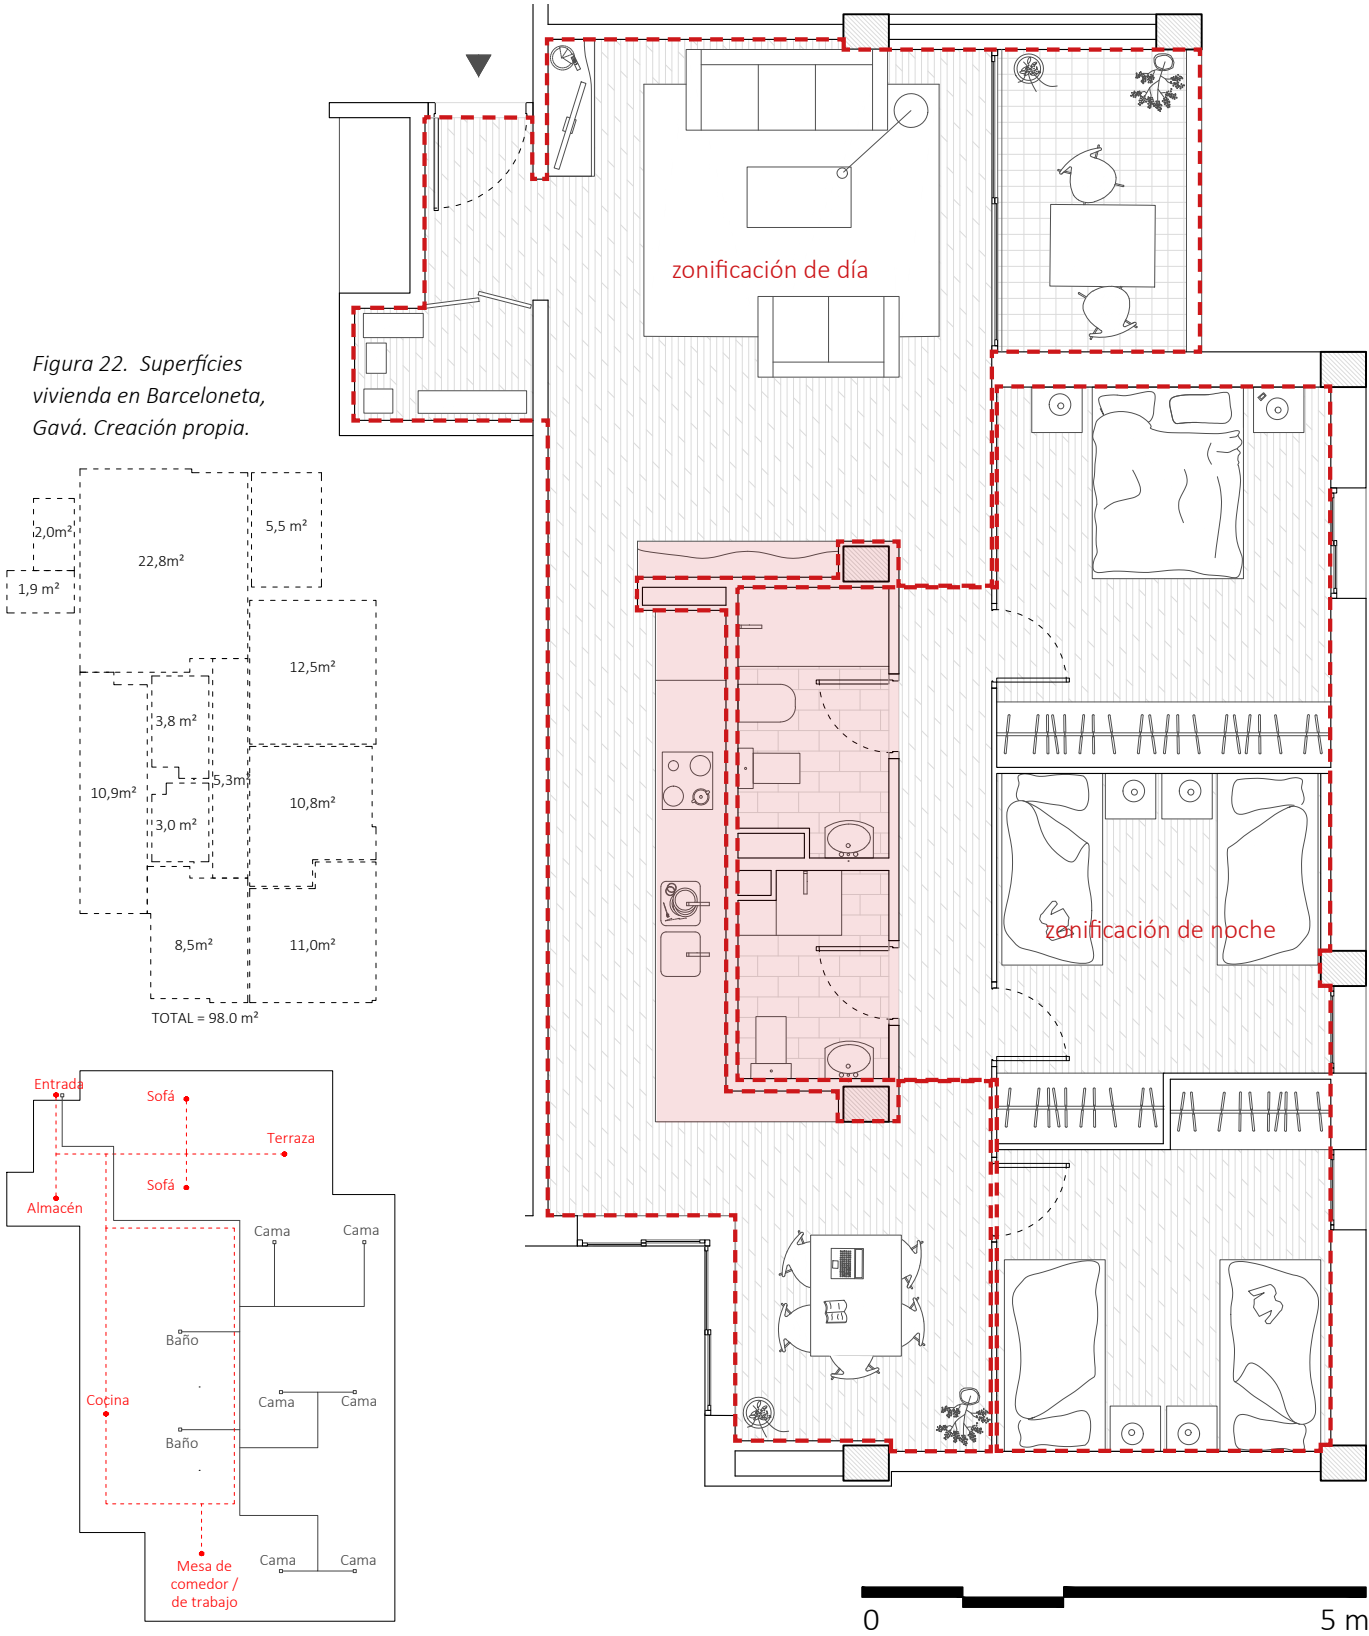 zonificación de día
Figura 22. Superfícies
vivienda en Barceloneta,
Gavá. Creación propia.
2,0m²
22,8m²
5,5 m²
1,9 m²
12,5m²
3,8 m²
5,3m²
10,9m²
10,8m²
3,0 m²
8,5m²
11,0m²
TOTAL = 98.0 m²
zonificación de noche
Entrada
Sofá
Terraza
Sofá
Almacén
Cama
Cama
Baño
Cocina
Cama
Cama
Baño
Mesa de
comedor /
de trabajo
Cama
Cama
0
5 m